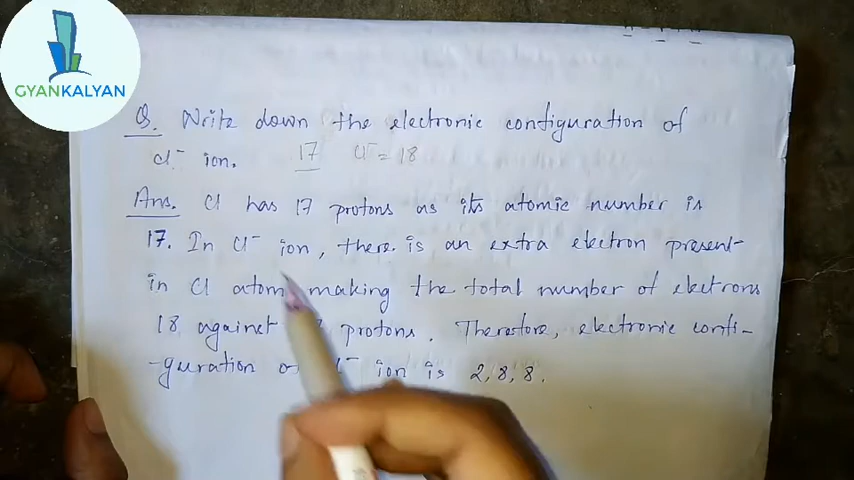 GYANKALYAN
Q. Write down the electronic configuration of
Cl⁻ ion. 17 Cl⁻ = 18
Ans. Cl has 17 protons as its atomic number is
17. In Cl⁻ ion, there is an extra electron present
in Cl atom making the total number of electrons
18 against protons. Therefore, electronic confi-
-guration ion is 2,8,8.